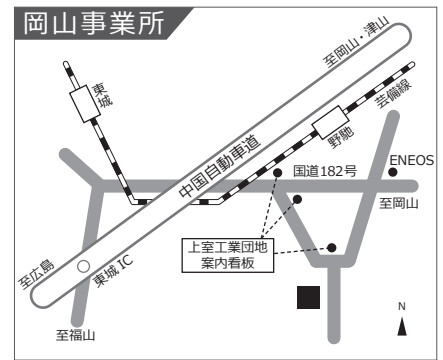 岡山事業所
至岡山・津山
東城
芸備線
野馳
中国自動車道
ENEOS
国道182号
至岡山
上室工業団地
案内看板
至広島
東城IC
至福山
N